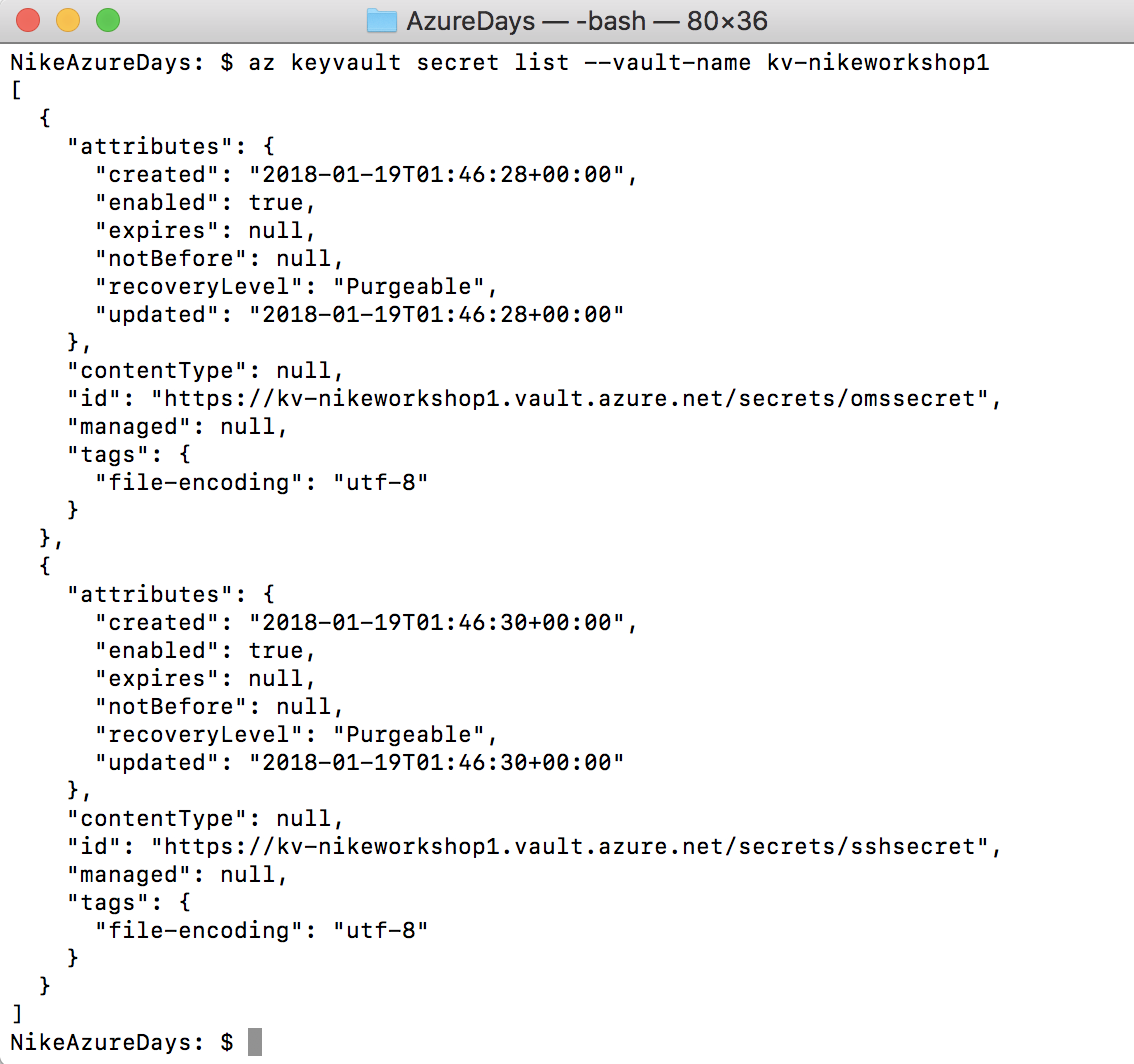 AzureDays — -bash — 80×36
NikeAzureDays: $ az keyvault secret list --vault-name kv-nikeworkshop1
[
  {
    "attributes": {
      "created": "2018-01-19T01:46:28+00:00",
      "enabled": true,
      "expires": null,
      "notBefore": null,
      "recoveryLevel": "Purgeable",
      "updated": "2018-01-19T01:46:28+00:00"
    },
    "contentType": null,
    "id": "https://kv-nikeworkshop1.vault.azure.net/secrets/omssecret",
    "managed": null,
    "tags": {
      "file-encoding": "utf-8"
    }
  },
  {
    "attributes": {
      "created": "2018-01-19T01:46:30+00:00",
      "enabled": true,
      "expires": null,
      "notBefore": null,
      "recoveryLevel": "Purgeable",
      "updated": "2018-01-19T01:46:30+00:00"
    },
    "contentType": null,
    "id": "https://kv-nikeworkshop1.vault.azure.net/secrets/sshsecret",
    "managed": null,
    "tags": {
      "file-encoding": "utf-8"
    }
  }
]
NikeAzureDays: $